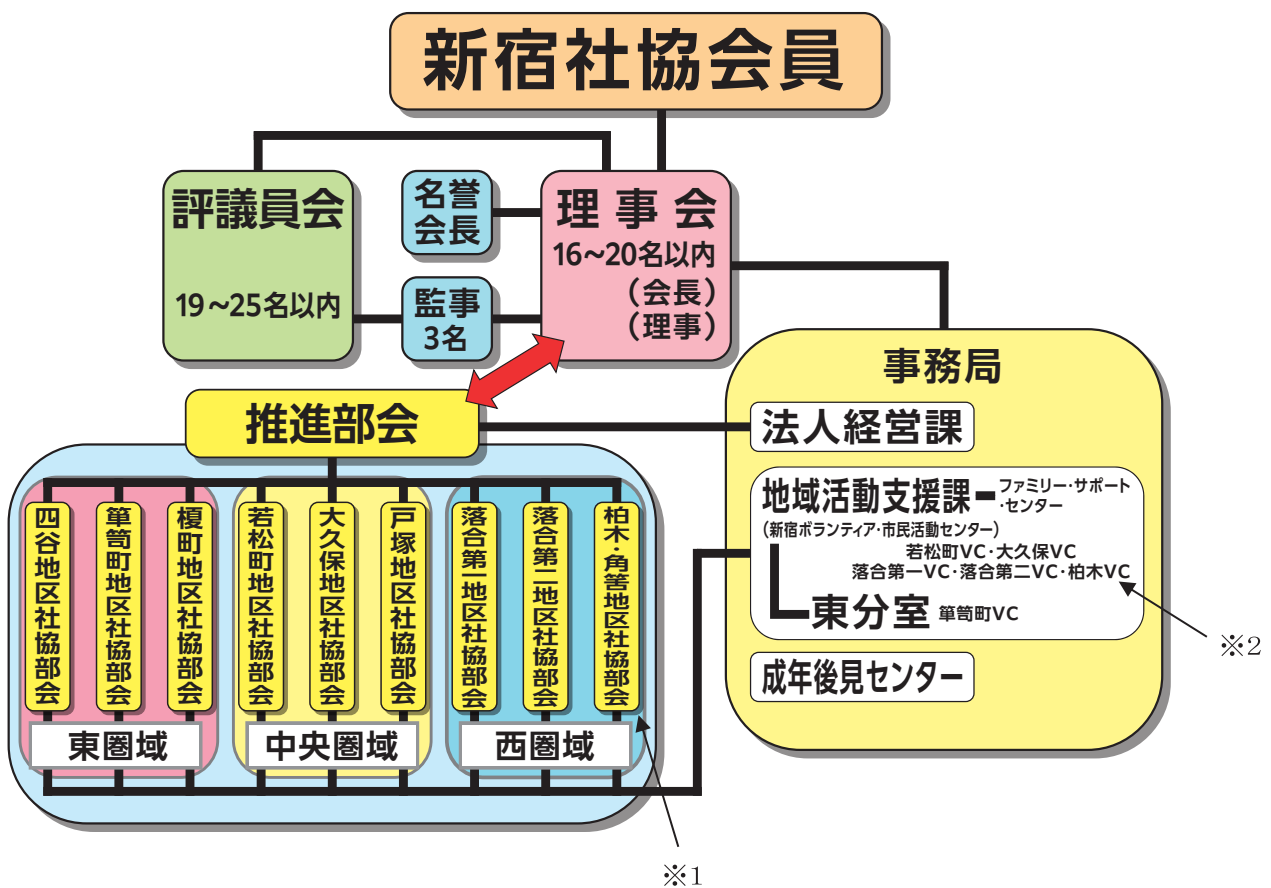 新宿社協会員
評議員会
19～25名以内
名誉
会長
監事
3名
理事会
16～20名以内
（会長）
（理事）
推進部会
四谷地区社協部会
箪笥町地区社協部会
榎町地区社協部会
若松町地区社協部会
大久保地区社協部会
戸塚地区社協部会
落合第一地区社協部会
落合第二地区社協部会
柏木・角筈地区社協部会
東圏域
中央圏域
西圏域
※1
事務局
法人経営課
地域活動支援課
ファミリー・サポート
・センター
(新宿ボランティア・市民活動センター)
若松町VC・大久保VC
落合第一VC・落合第二VC・柏木VC
東分室 箪笥町VC
成年後見センター
※2